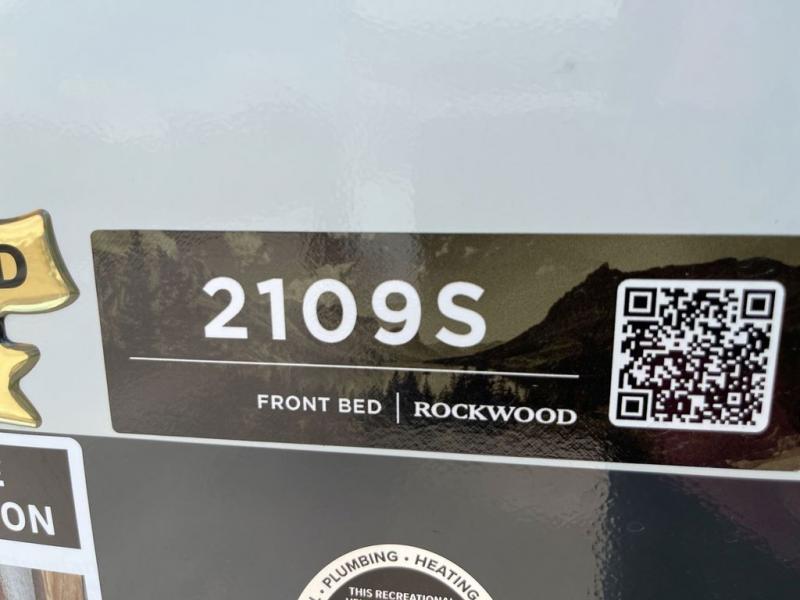 D
2109S
FRONT BED | ROCKWOOD
ON
PLUMBING • HEATING
THIS RECREATIONAL